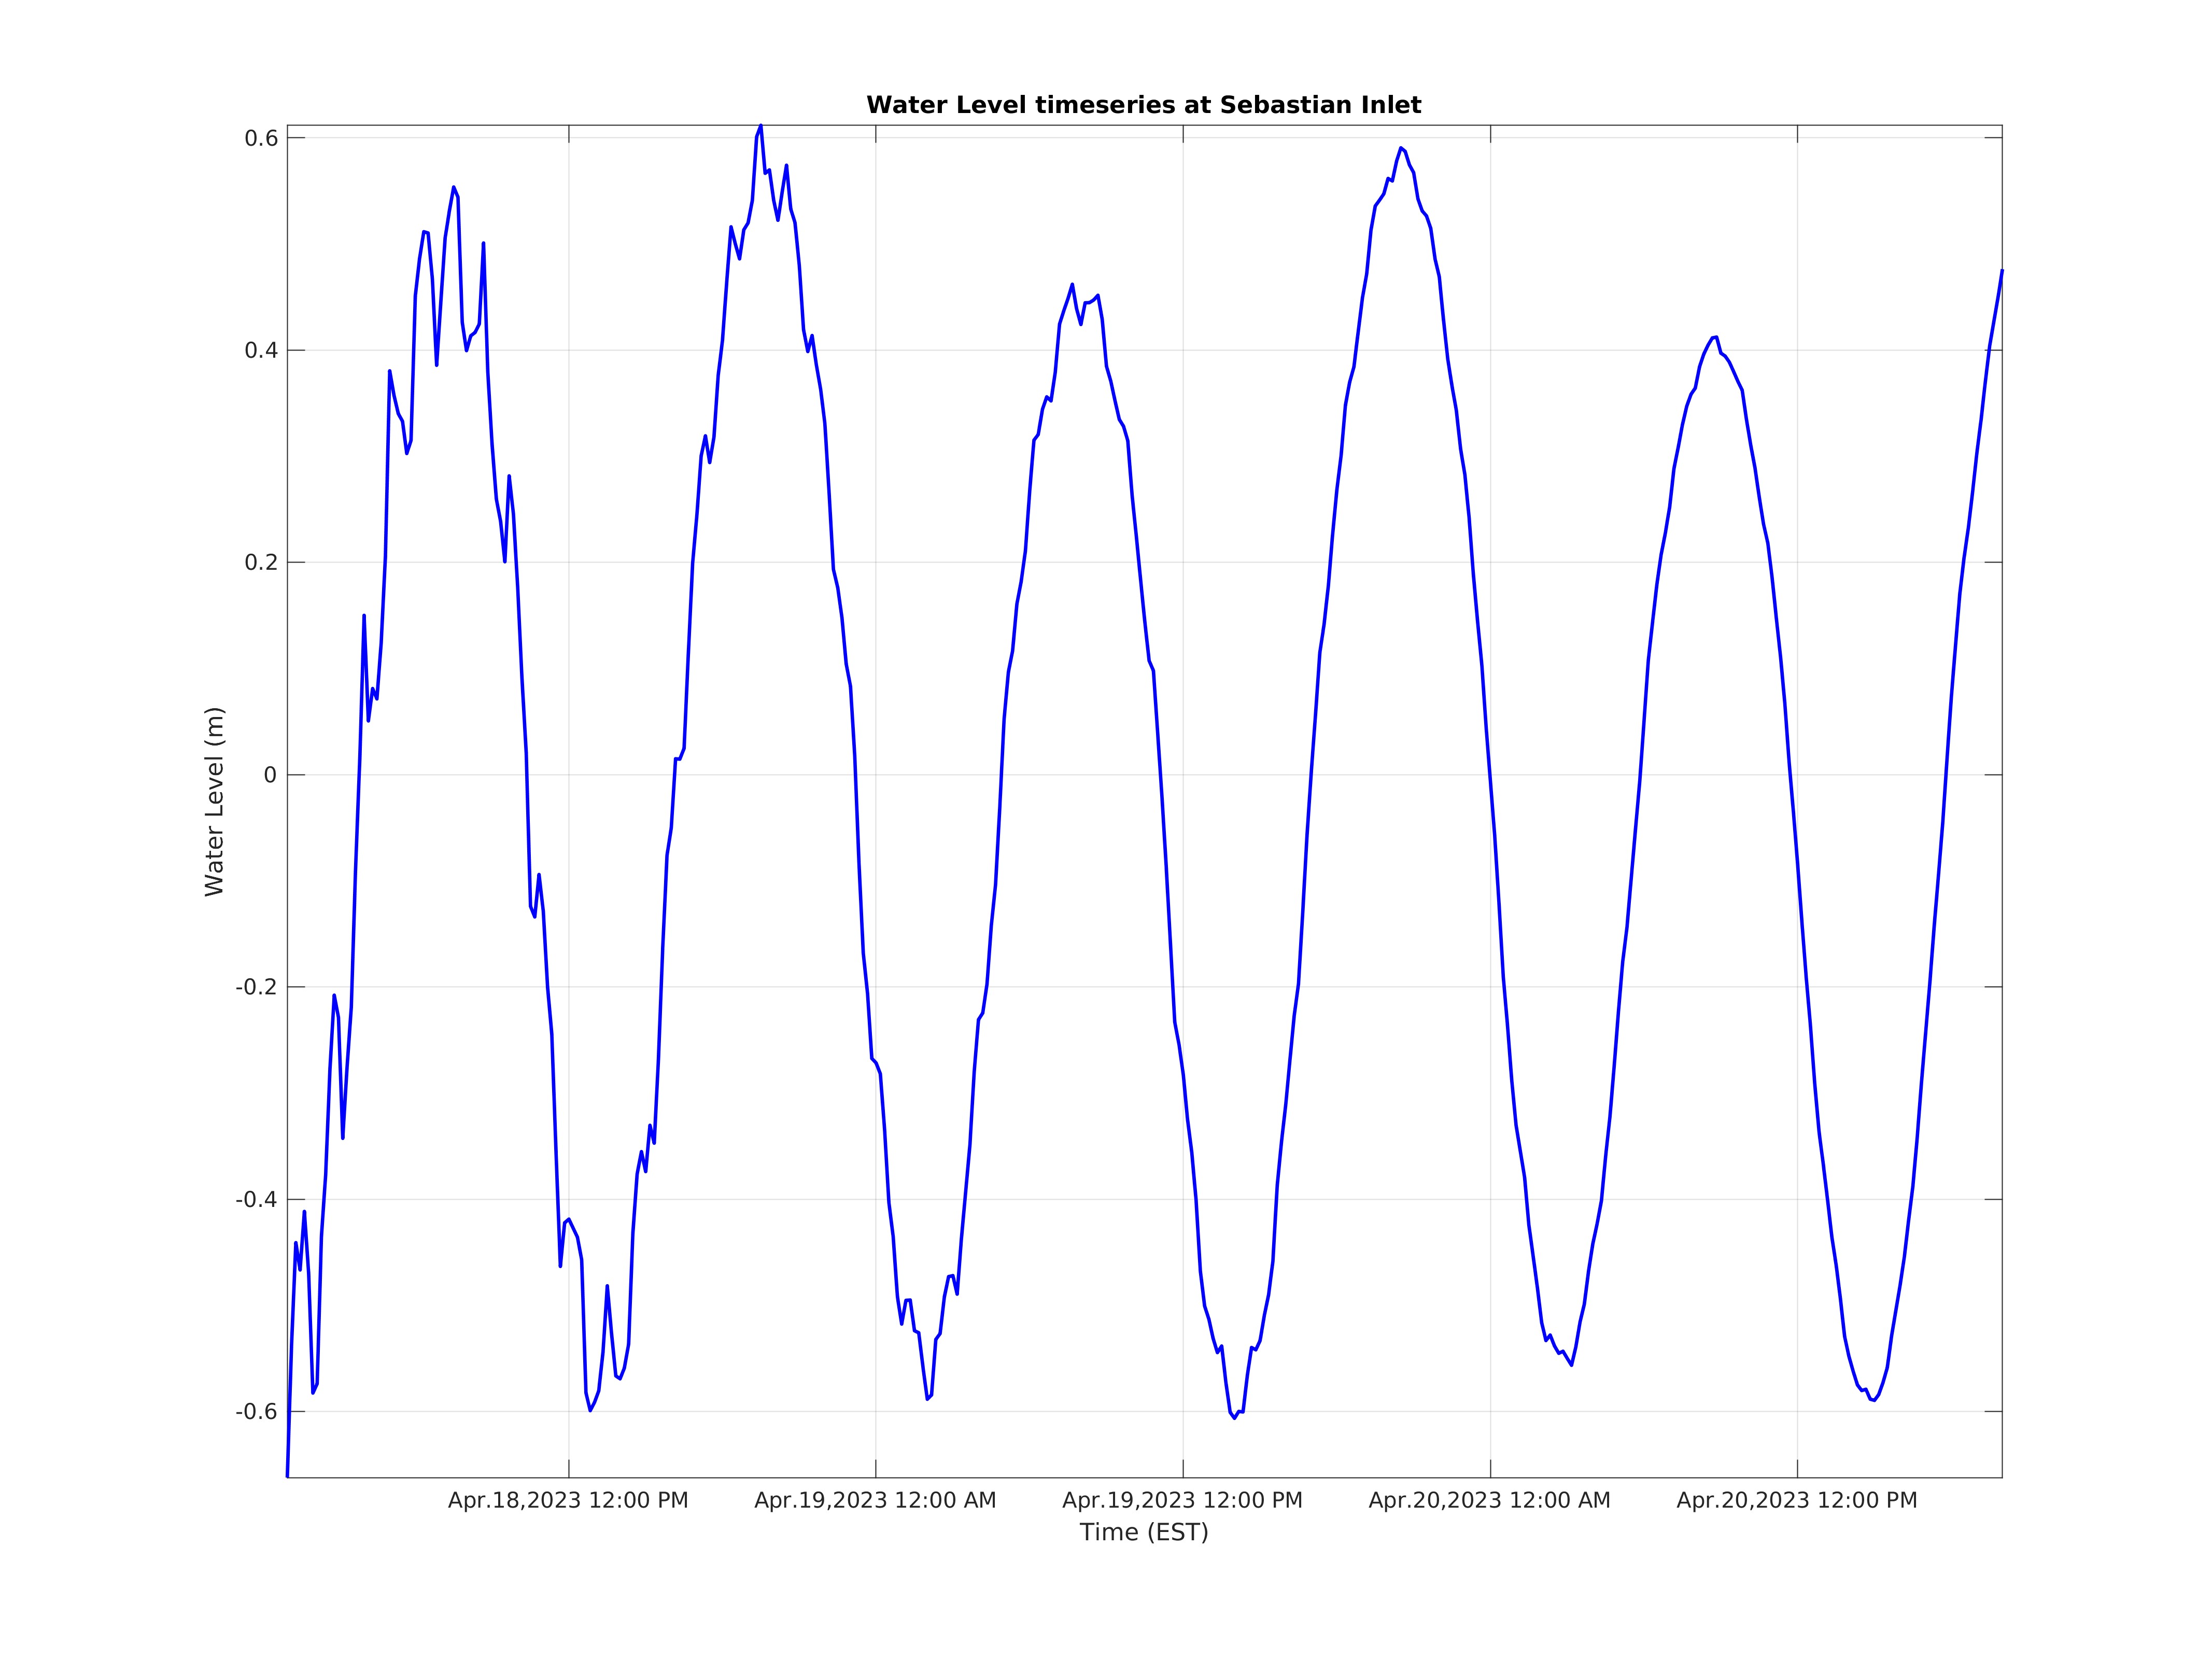 Water Level timeseries at Sebastian Inlet
0.6
0.4
0.2
0
-0.2
-0.4
-0.6
Water Level (m)
Apr.18,2023 12:00 PM
Apr.19,2023 12:00 AM
Apr.19,2023 12:00 PM
Apr.20,2023 12:00 AM
Apr.20,2023 12:00 PM
Time (EST)